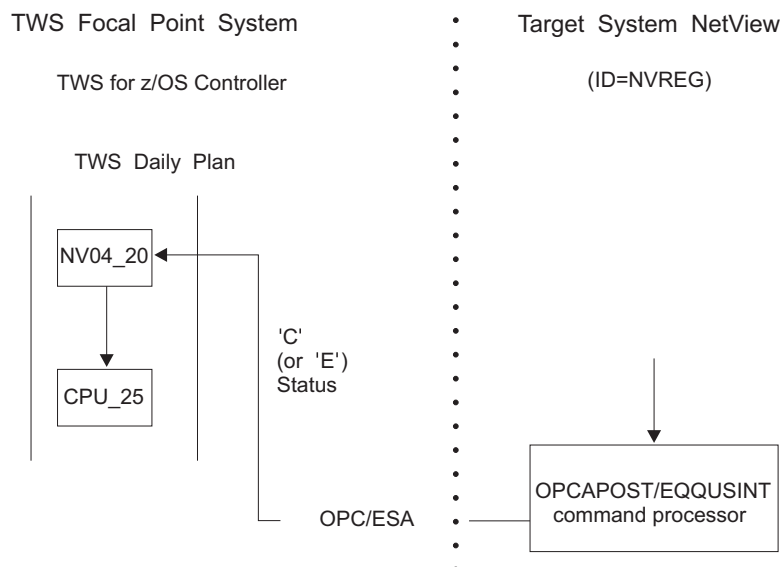 TWS Focal Point System
Target System NetView
TWS for z/OS Controller
(ID=NVREG)
TWS Daily Plan
NV04_20
'C'
(or 'E')
Status
CPU_25
OPCAPOST/EQQUSINT
command processor
OPC/ESA